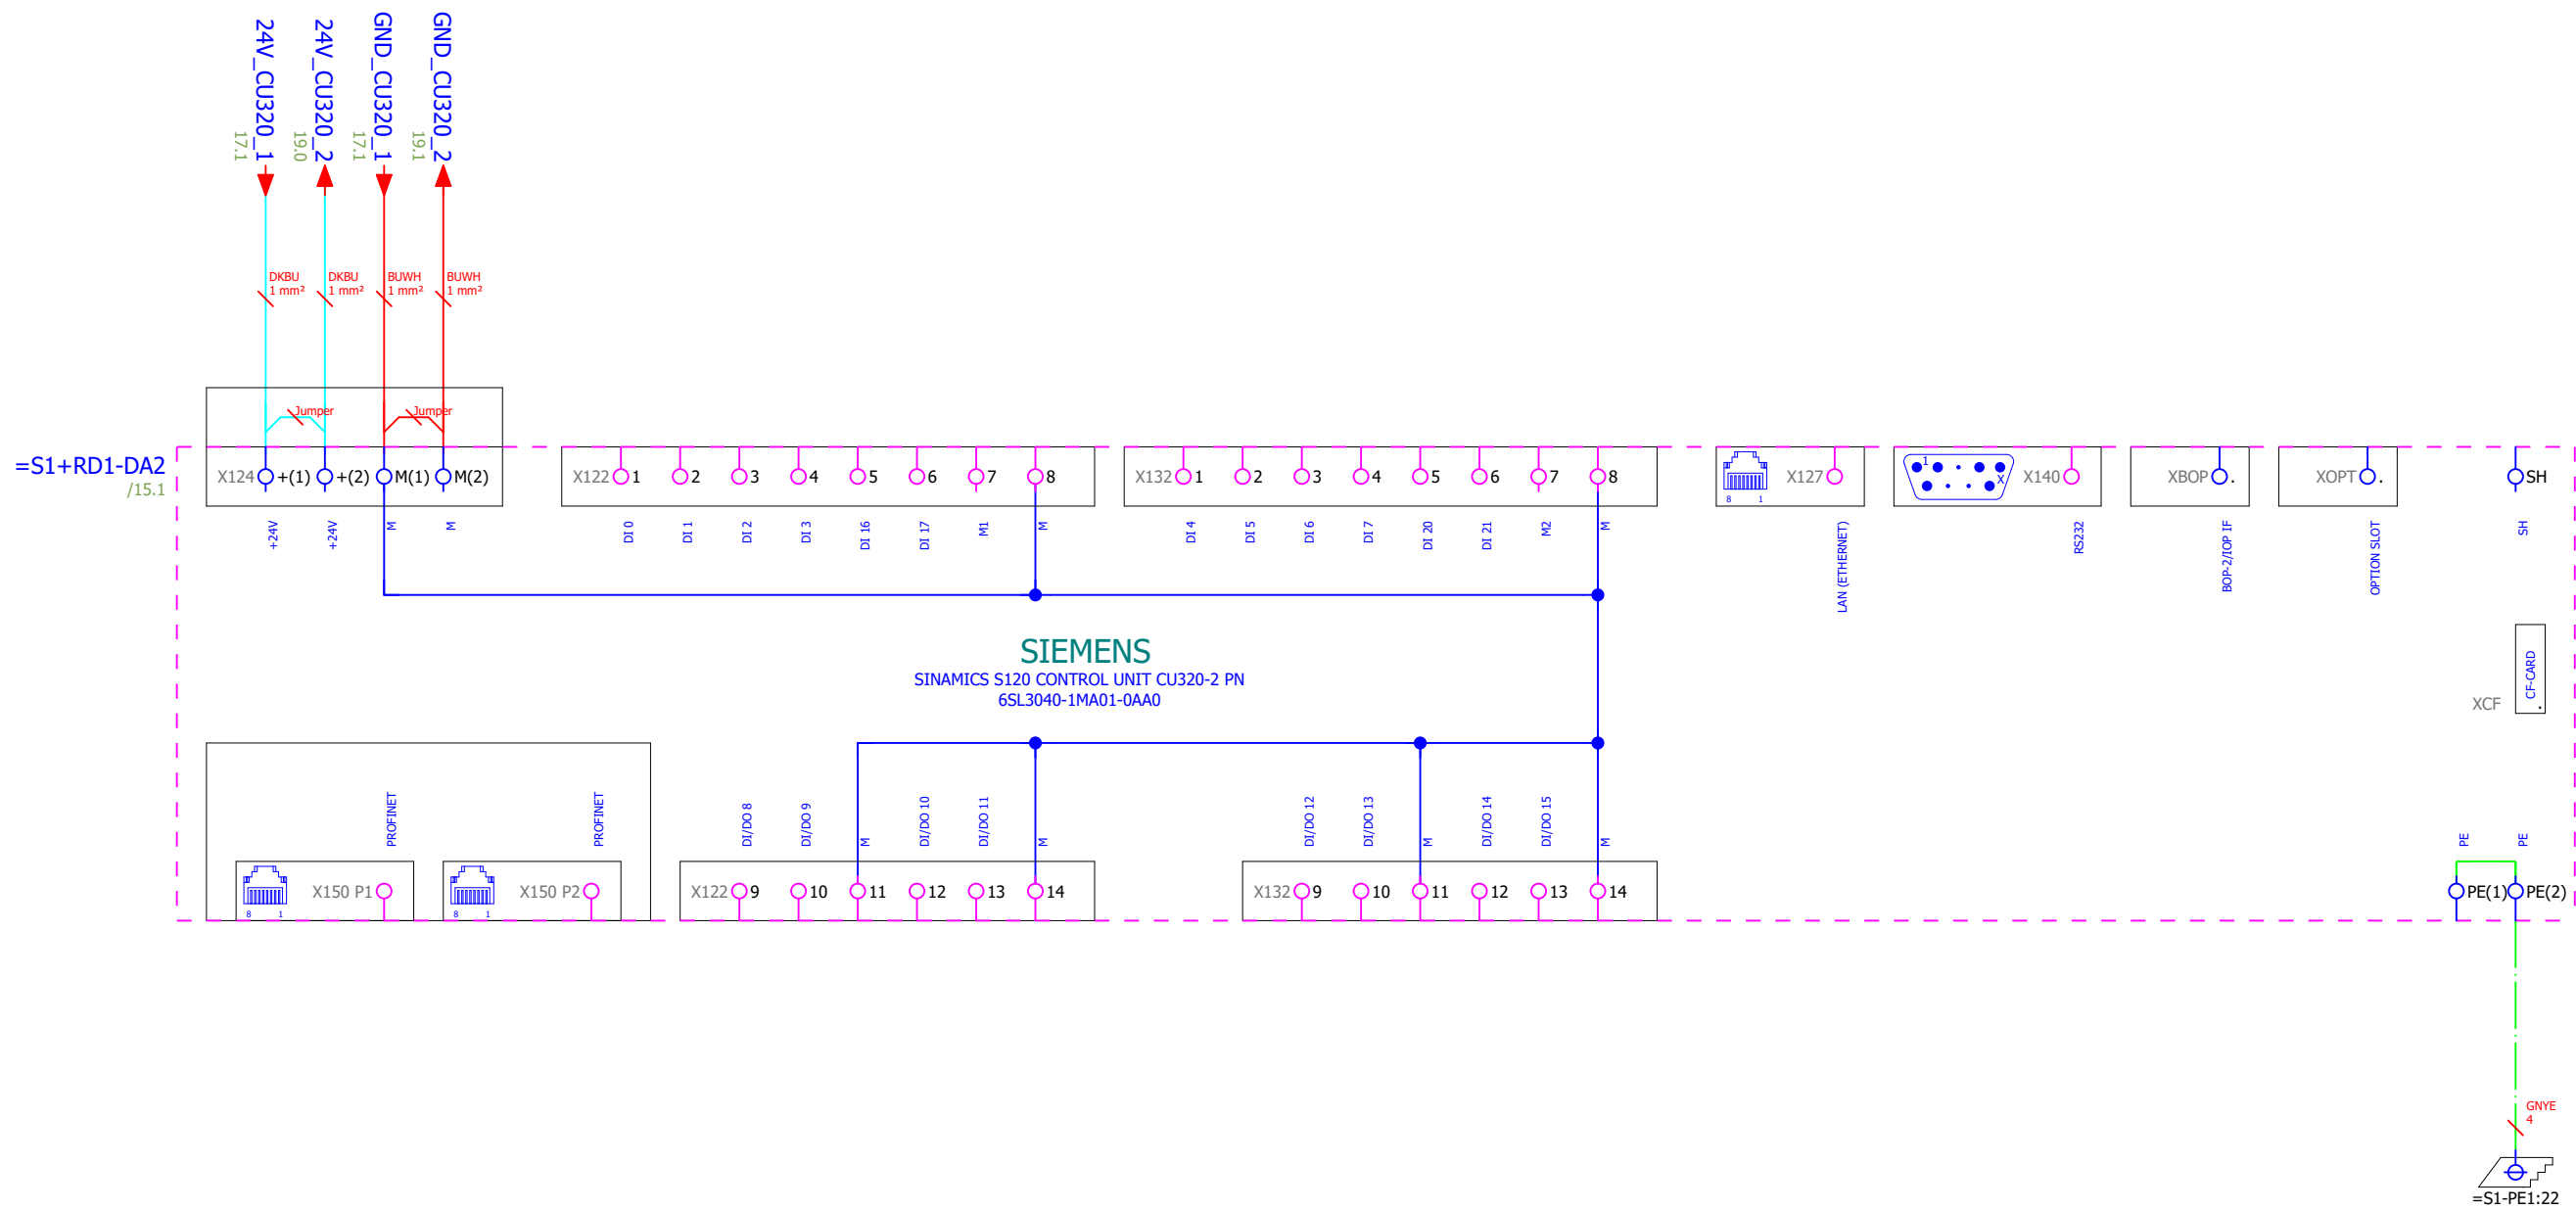 24V_CU320_1
17.1
24V_CU320_2
19.0
GND_CU320_1
17.1
GND_CU320_2
19.1
DKBU
1 mm²
DKBU
1 mm²
BUWH
1 mm²
BUWH
1 mm²
Jumper
Jumper
=S1+RD1-DA2
/15.1
X124 +(1) +(2) M(1) M(2)
X122 1 2 3 4 5 6 7 8
X132 1 2 3 4 5 6 7 8
8 1 X127
1 X X140
XBOP .
XOPT .
SH
+24V +24V M M
DI 0 DI 1 DI 2 DI 3 DI 16 DI 17 M1 M
DI 4 DI 5 DI 6 DI 7 DI 20 DI 21 M2 M
LAN (ETHERNET)
RS232
BOP-2/IOP IF
OPTION SLOT
SH
SIEMENS
SINAMICS S120 CONTROL UNIT CU320-2 PN
6SL3040-1MA01-0AA0
XCF
CF-CARD
.
PROFINET
PROFINET
DI/DO 8 DI/DO 9 M DI/DO 10 DI/DO 11 M
DI/DO 12 DI/DO 13 M DI/DO 14 DI/DO 15 M
PE PE
8 1 X150 P1
8 1 X150 P2
X122 9 10 11 12 13 14
X132 9 10 11 12 13 14
PE(1) PE(2)
GNYE
4
=S1-PE1:22